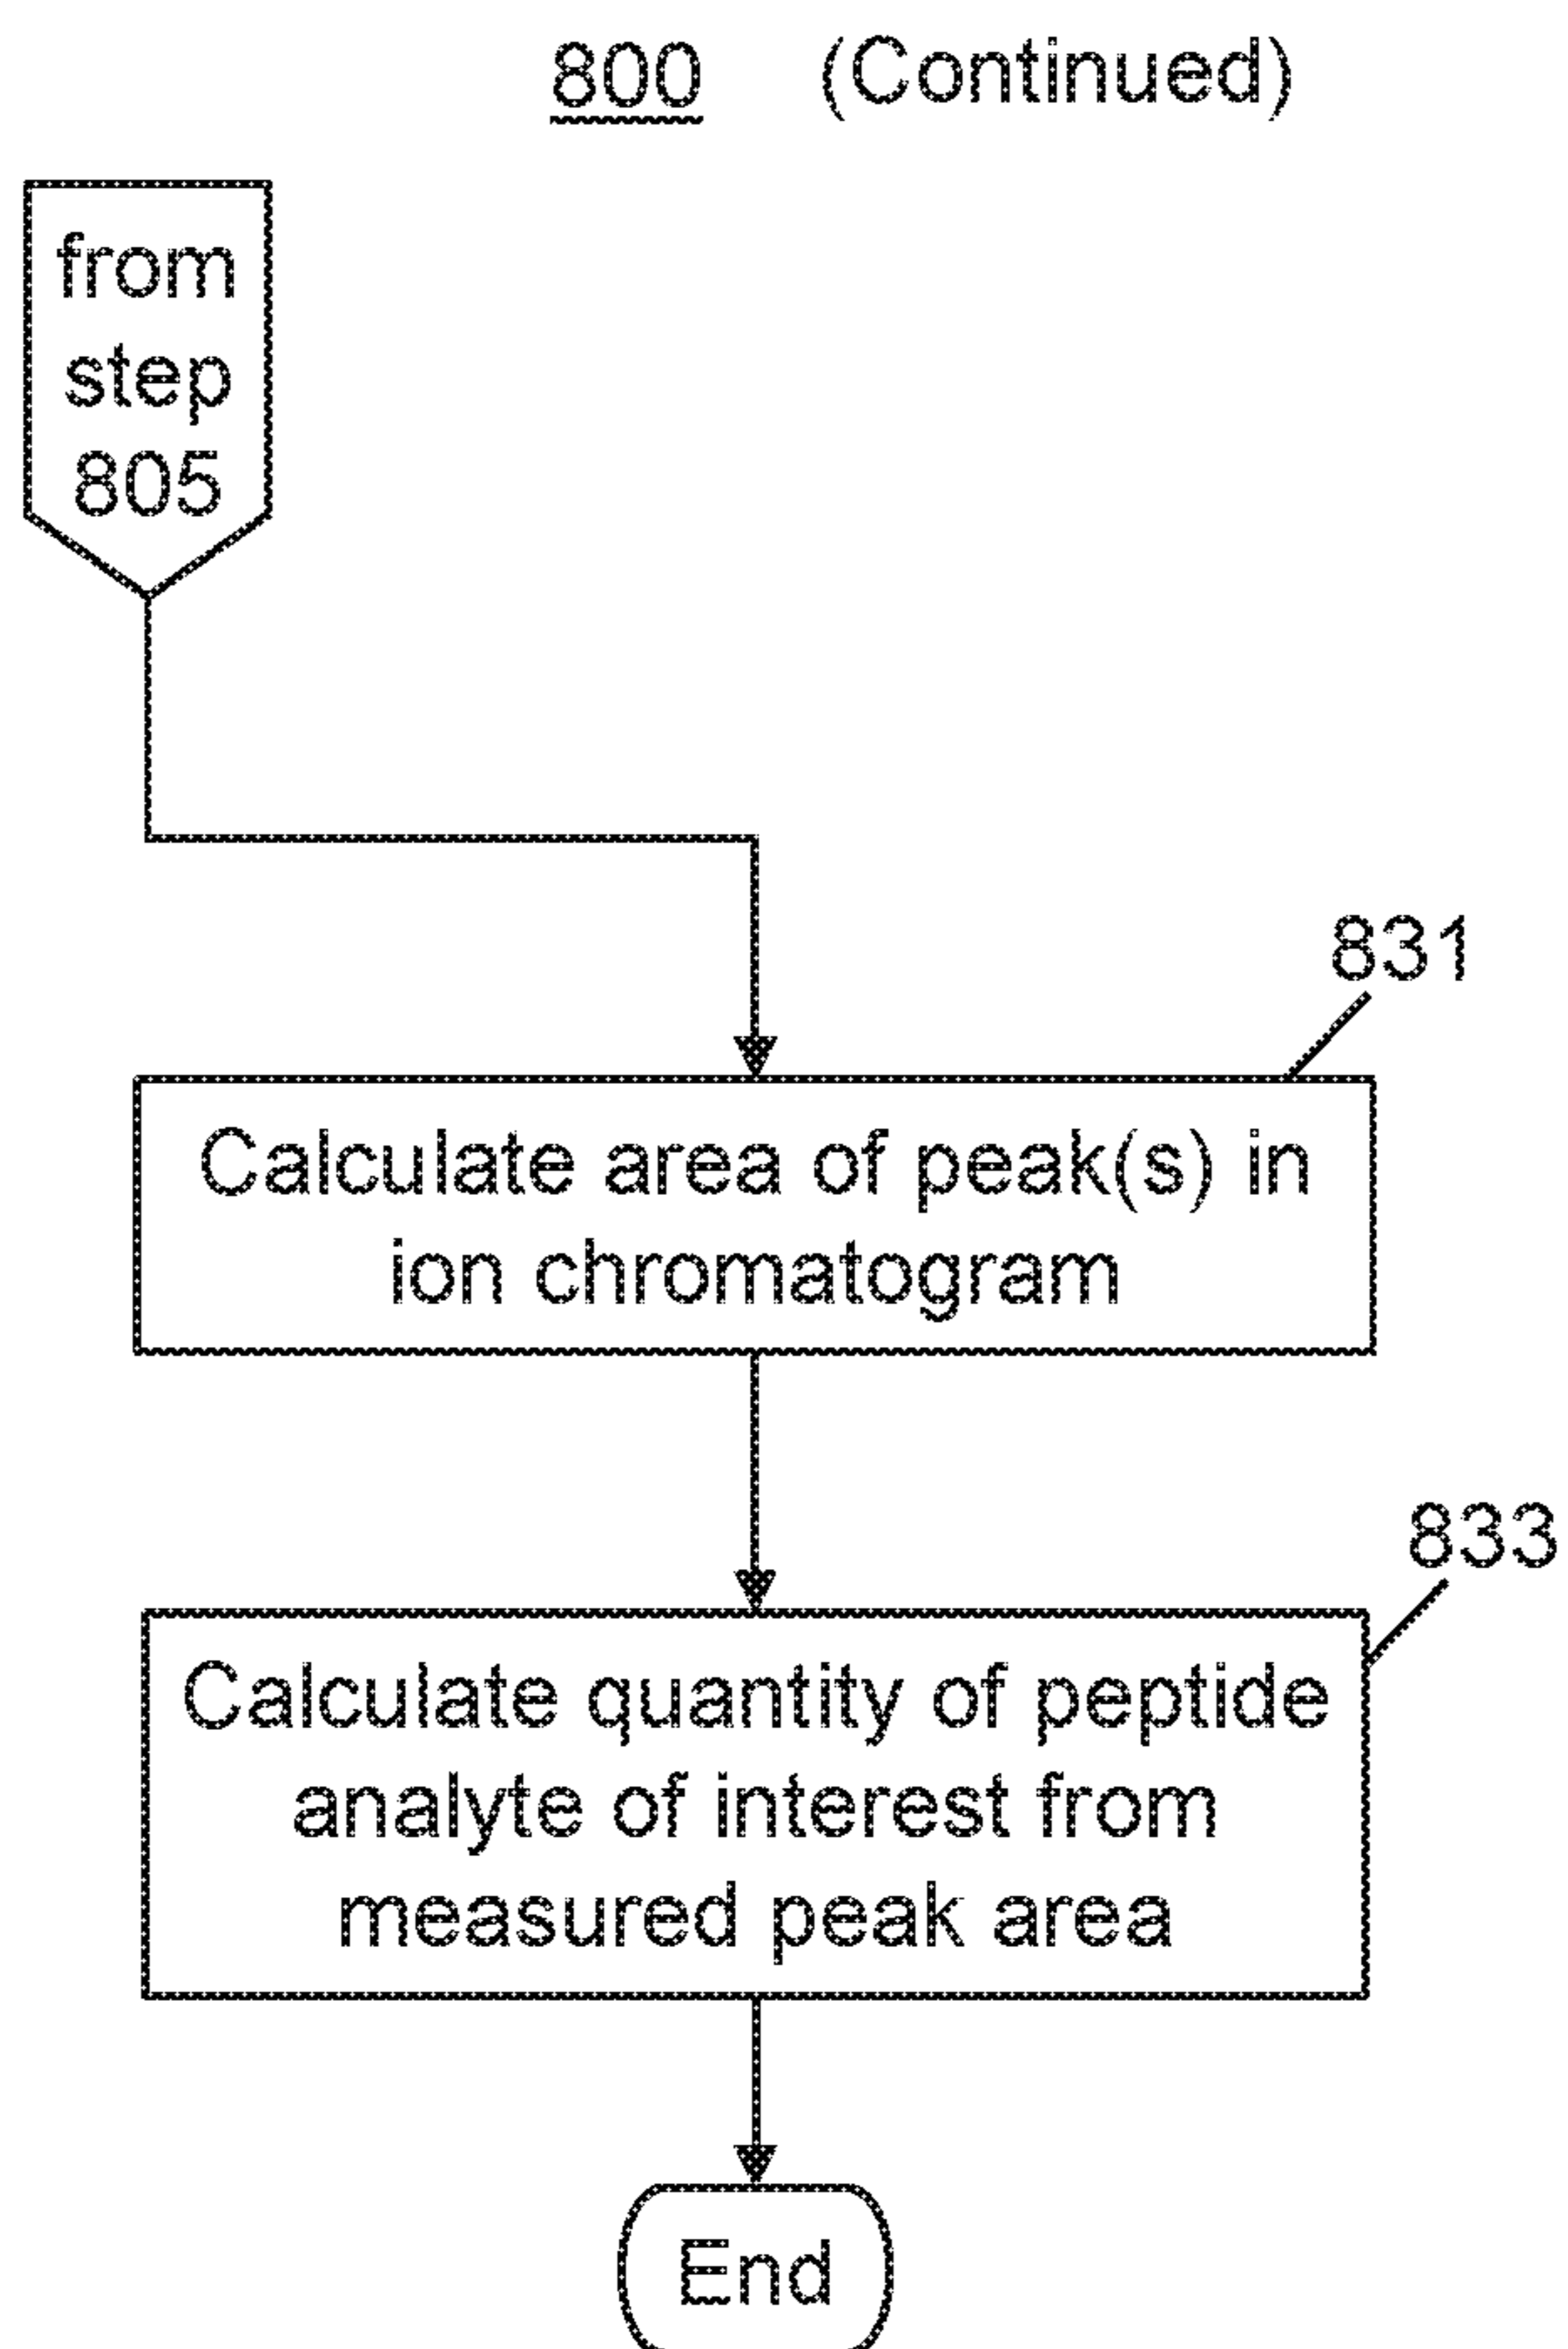 800 (Continued)
from
step
805
831
Calculate area of peak(s) in
ion chromatogram
833
Calculate quantity of peptide
analyte of interest from
measured peak area
End